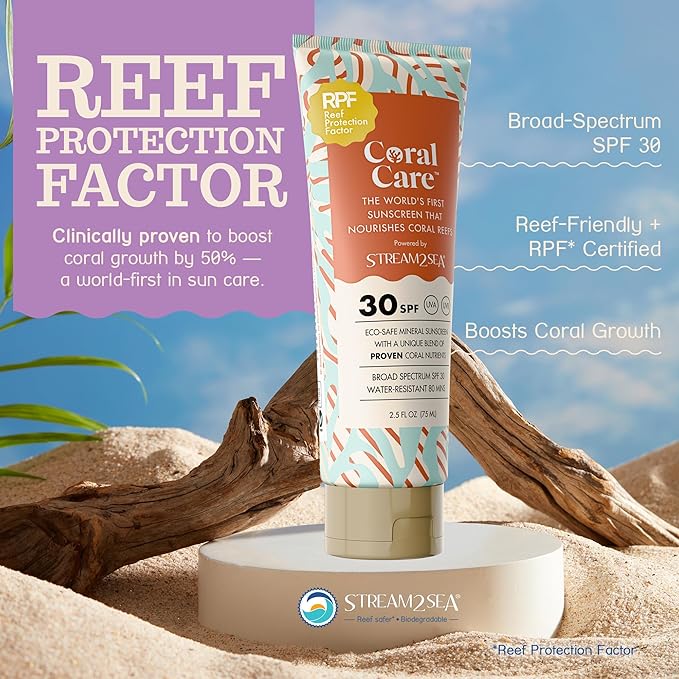 REEF
PROTECTION
FACTOR
Clinically proven to boost
coral growth by 50% —
a world-first in sun care.
RPF
Reef
Protection
Factor
Coral
Care™
THE WORLD'S FIRST
SUNSCREEN THAT
NOURISHES CORAL REEFS
Powered by
STREAM2SEA®
30 SPF UVA
ECO-SAFE MINERAL SUNSCREEN
WITH A UNIQUE BLEND OF
PROVEN CORAL NUTRIENTS
BROAD SPECTRUM SPF 30
WATER-RESISTANT 80 MINS
2.5 FL OZ (75 ML)
Broad-Spectrum
SPF 30
Reef-Friendly +
RPF* Certified
Boosts Coral Growth
STREAM2SEA®
Reef safer* • Biodegradable
*Reef Protection Factor